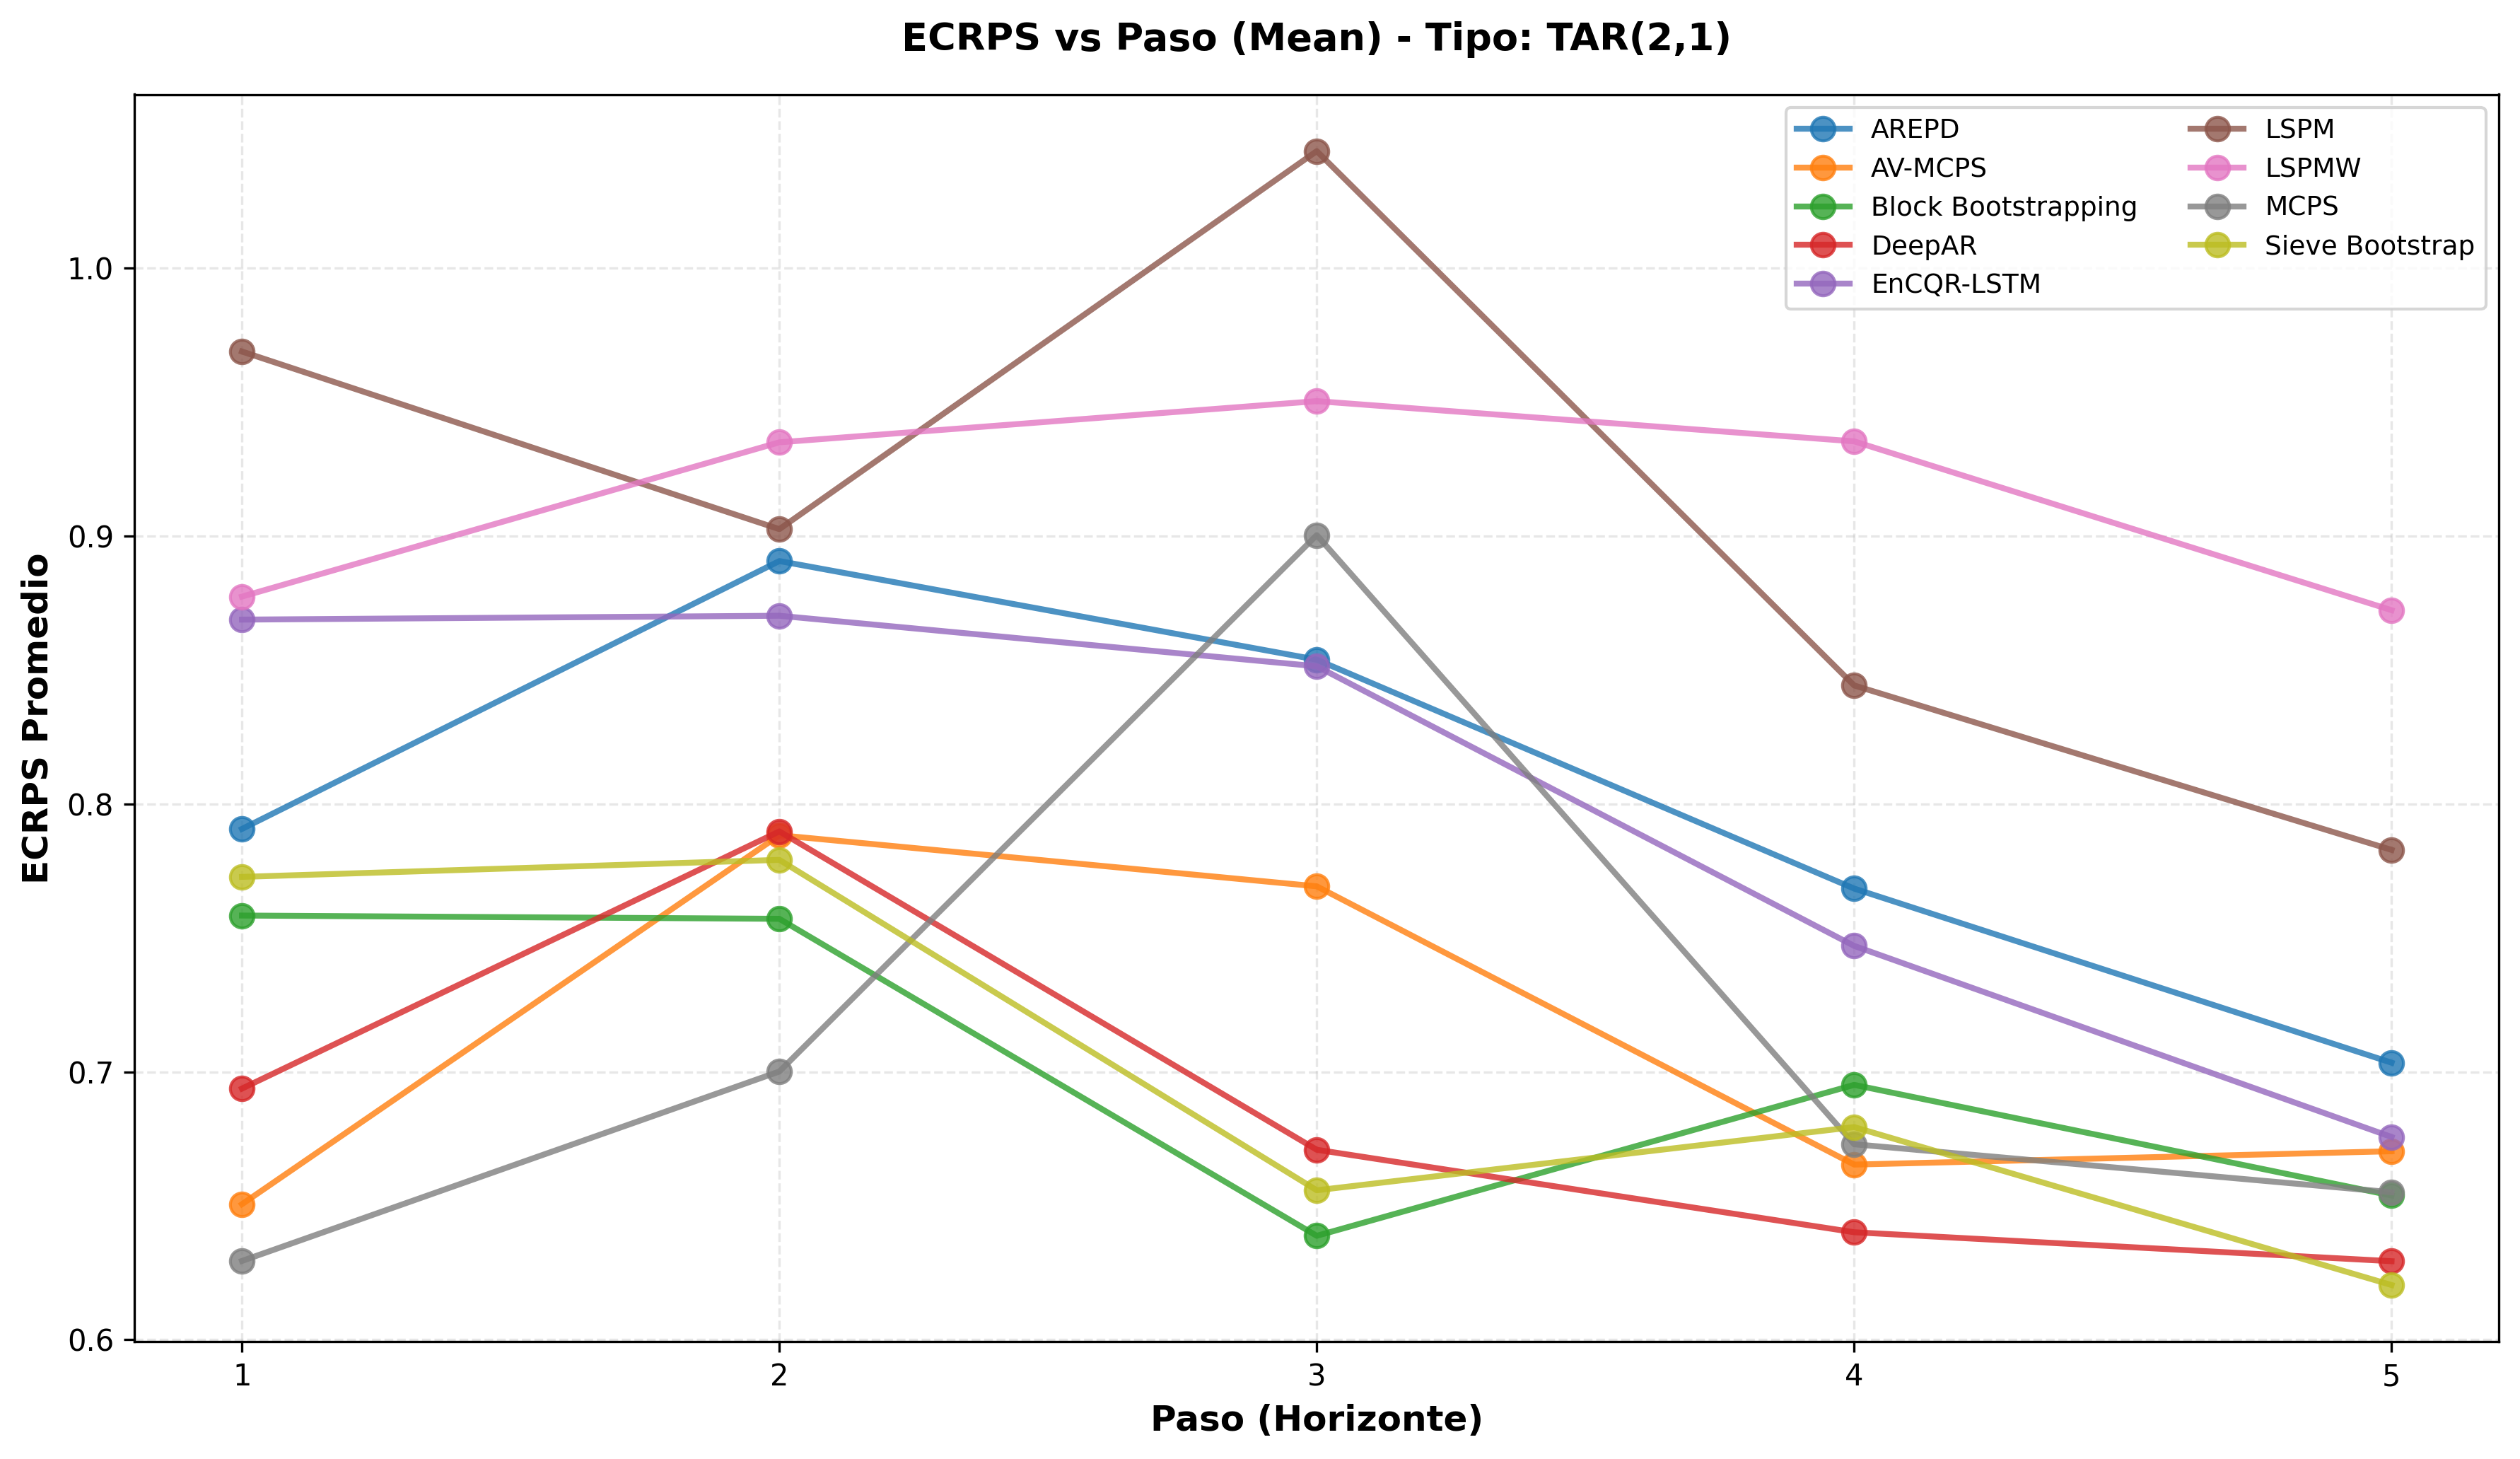 ECRPS vs Paso (Mean) - Tipo: TAR(2,1)
AREPD
AV-MCPS
Block Bootstrapping
DeepAR
EnCQR-LSTM
LSPM
LSPMW
MCPS
Sieve Bootstrap
ECRPS Promedio
1.0
0.9
0.8
0.7
0.6
1 2 3 4 5
Paso (Horizonte)